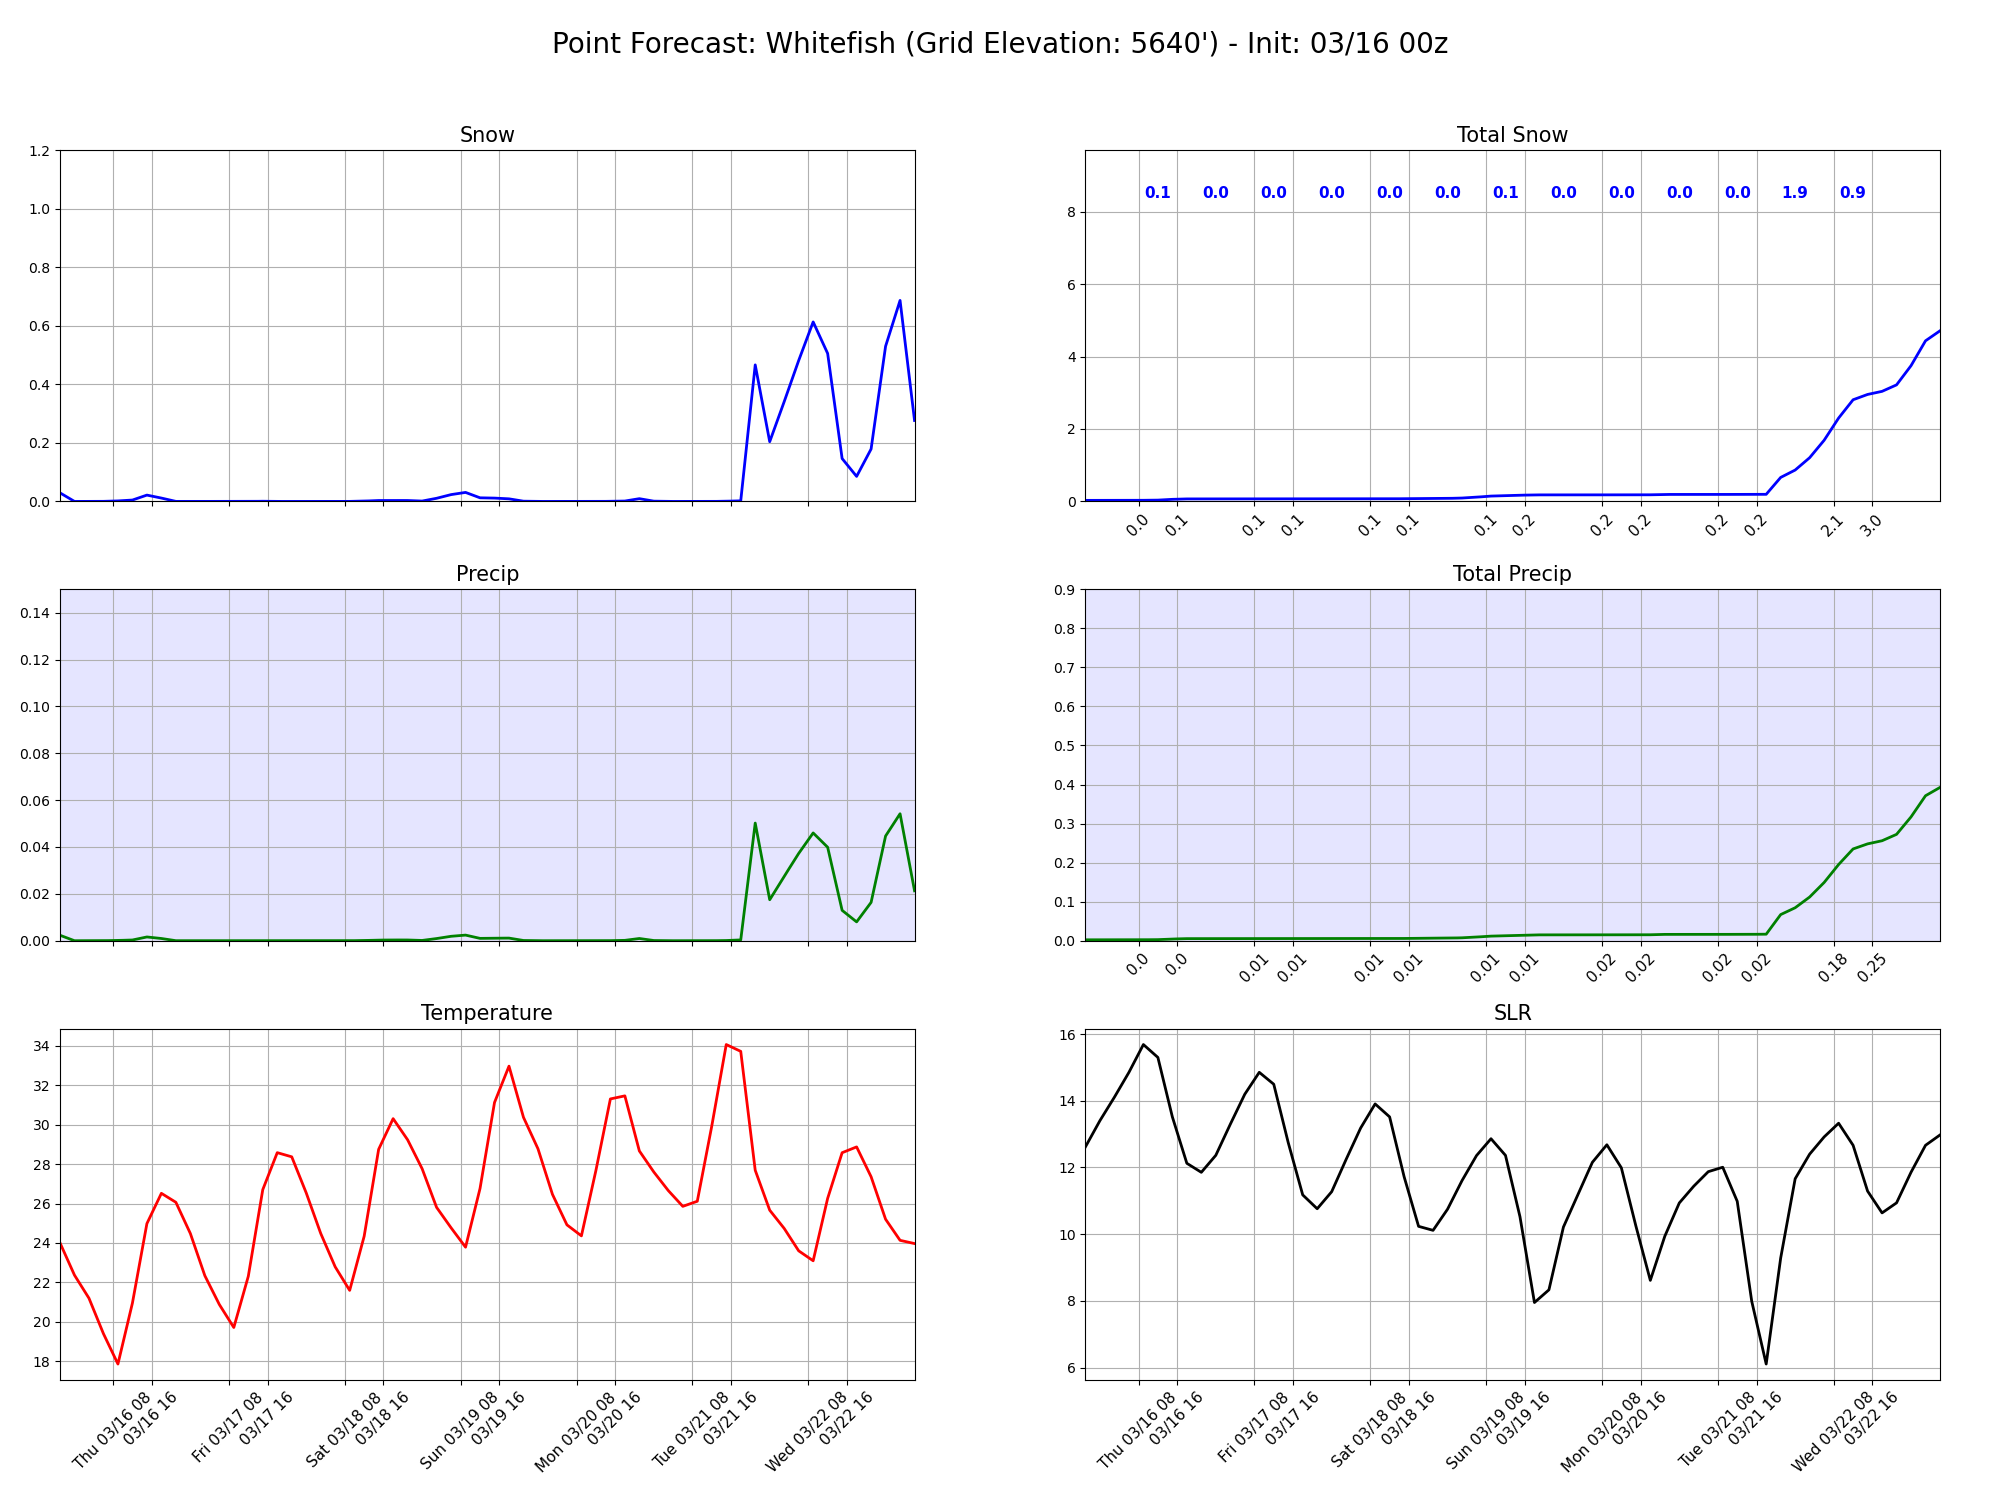 Point Forecast: Whitefish (Grid Elevation: 5640') - Init: 03/16 00z
Snow
1.2
1.0
0.8
0.6
0.4
0.2
0.0
Total Snow
0.1 0.0 0.0 0.0 0.0 0.0 0.1 0.0 0.0 0.0 0.0 1.9 0.9
8
6
4
2
0
0.0 0.1 0.1 0.1 0.1 0.1 0.1 0.2 0.2 0.2 0.2 0.2 2.1 3.0
Precip
0.14
0.12
0.10
0.08
0.06
0.04
0.02
0.00
Total Precip
0.9
0.8
0.7
0.6
0.5
0.4
0.3
0.2
0.1
0.0
0.0 0.0 0.01 0.01 0.01 0.01 0.01 0.01 0.02 0.02 0.02 0.02 0.18 0.25
Temperature
34
32
30
28
26
24
22
20
18
Thu 03/16 08
03/16 16
Fri 03/17 08
03/17 16
Sat 03/18 08
03/18 16
Sun 03/19 08
03/19 16
Mon 03/20 08
03/20 16
Tue 03/21 08
03/21 16
Wed 03/22 08
03/22 16
SLR
16
14
12
10
8
6
Thu 03/16 08
03/16 16
Fri 03/17 08
03/17 16
Sat 03/18 08
03/18 16
Sun 03/19 08
03/19 16
Mon 03/20 08
03/20 16
Tue 03/21 08
03/21 16
Wed 03/22 08
03/22 16